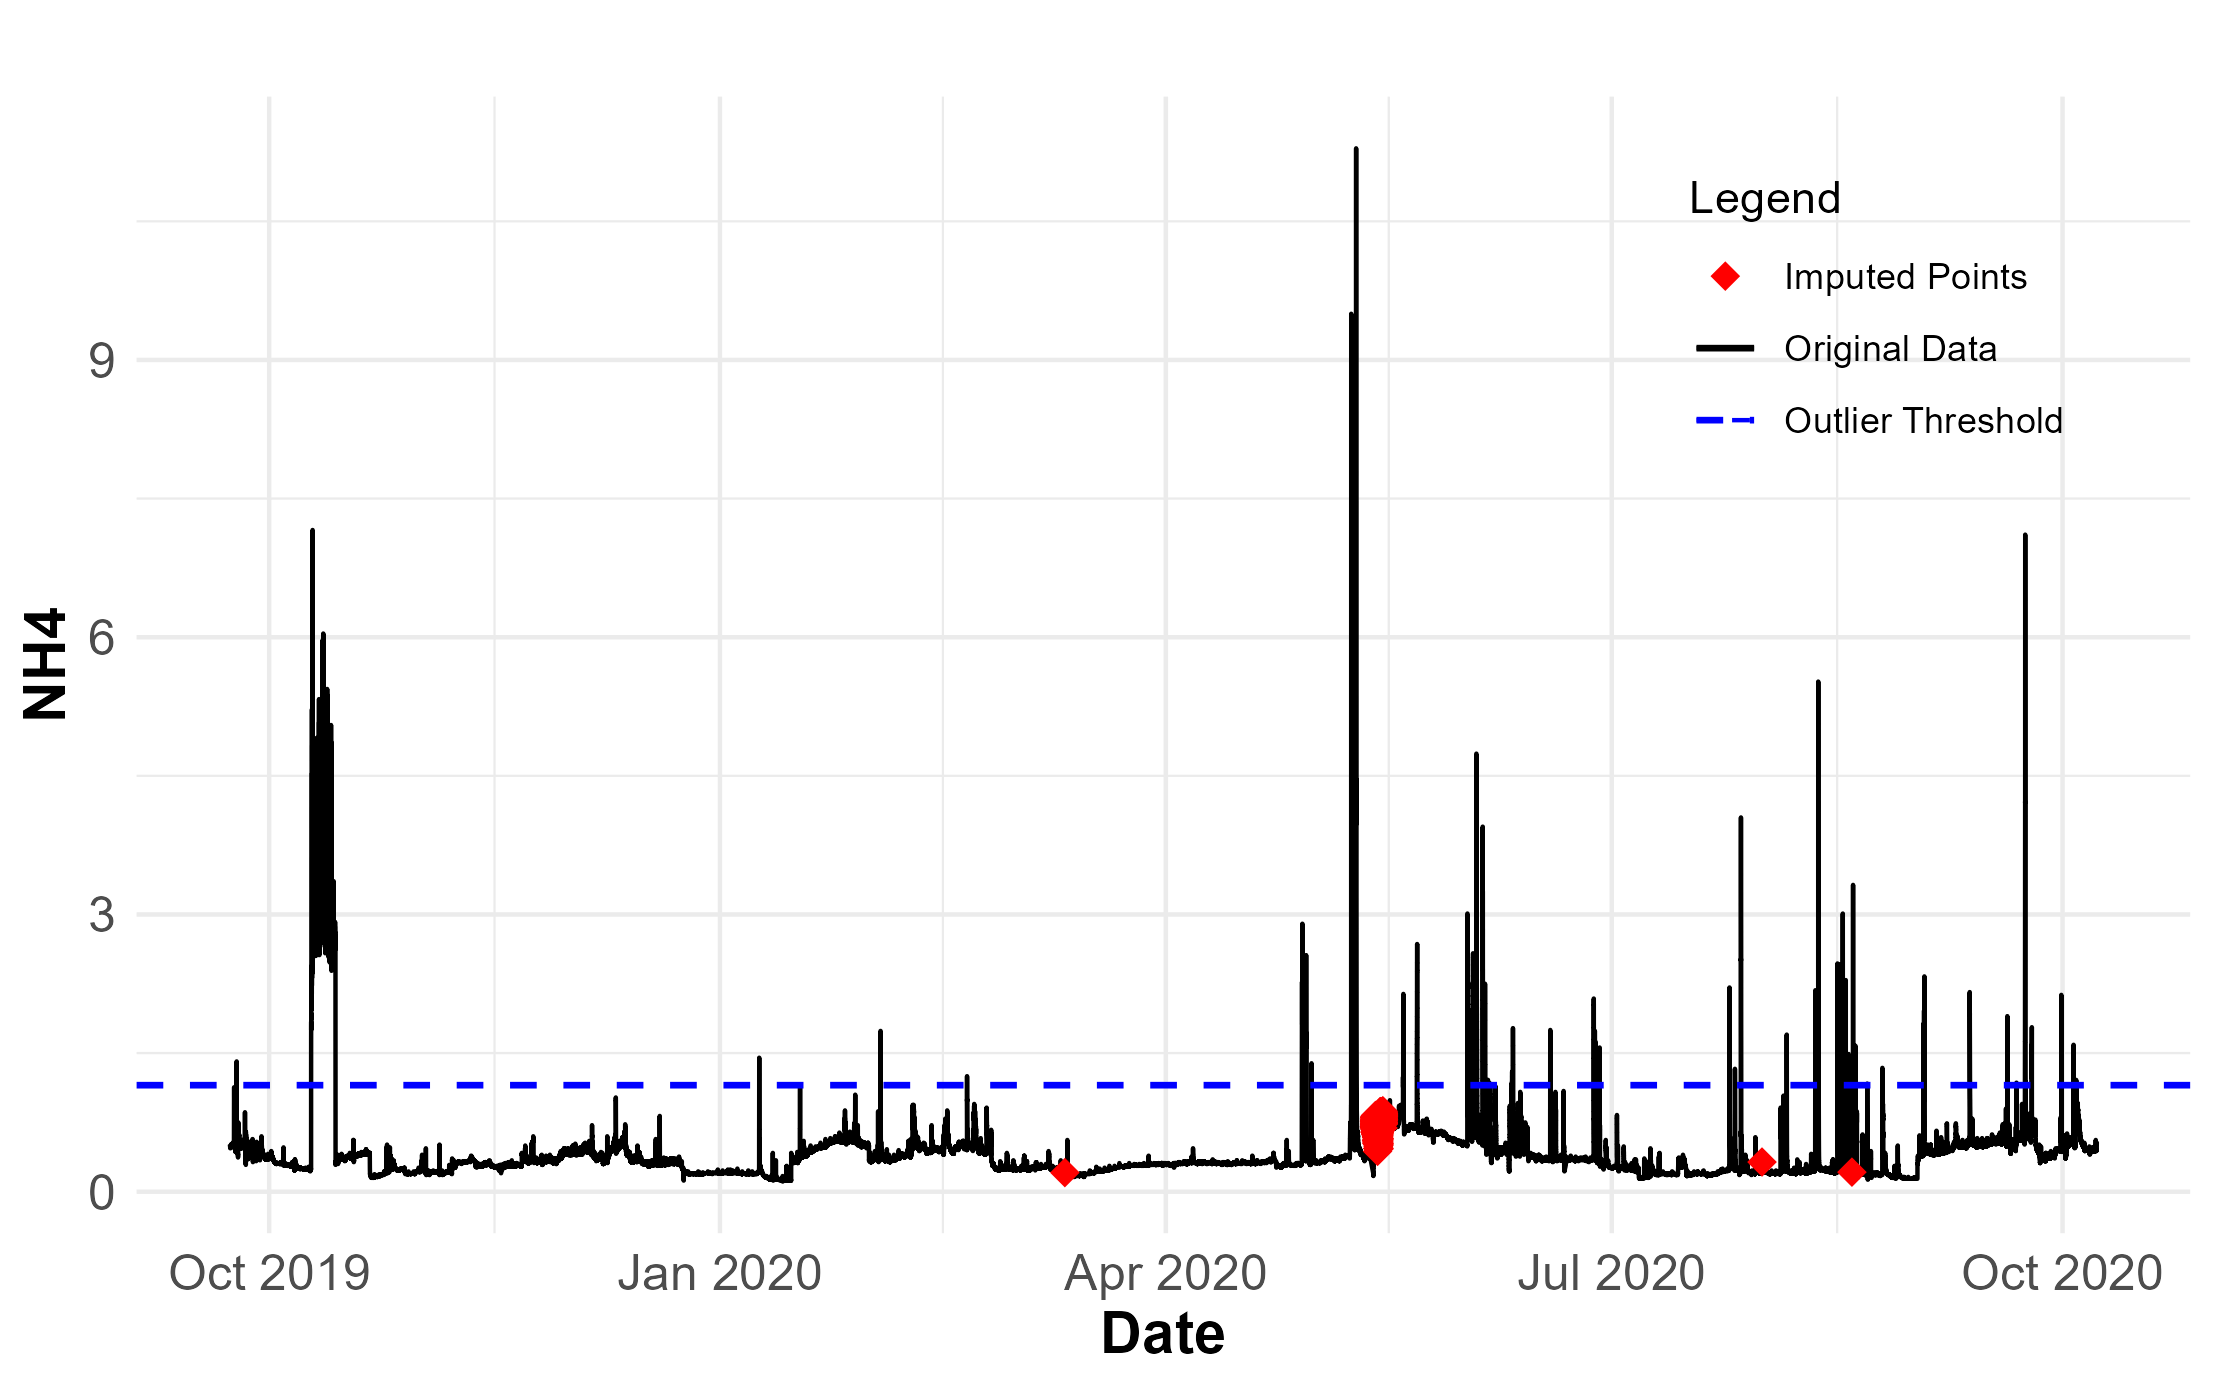 Legend
Imputed Points
Original Data
Outlier Threshold
9
6
3
0
NH4
Oct 2019
Jan 2020
Apr 2020
Jul 2020
Oct 2020
Date